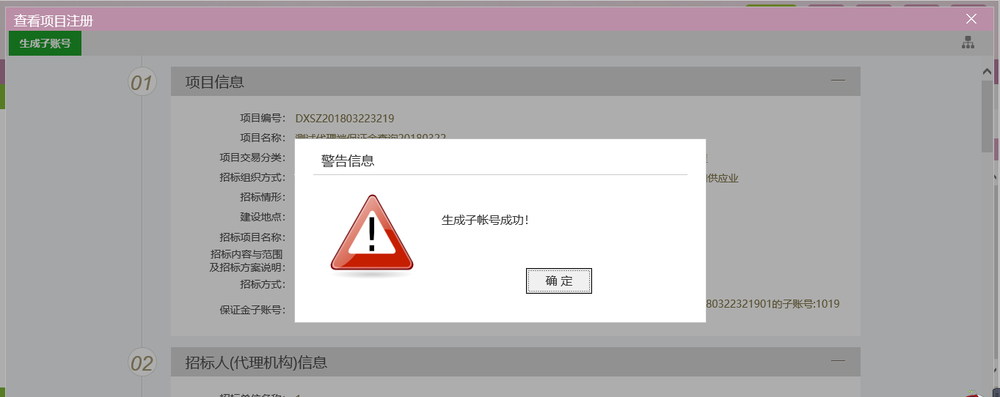 查看项目注册
生成子账号
01 项目信息
项目编号： DXSZ201803223219
项目名称： 测试代理端保证金查询20180322
项目交易分类：
招标组织方式： 供应业
招标情形：
建设地点：
招标项目名称：
招标内容与范围
及招标方案说明：
招标方式：
保证金子账号： 80322321901的子账号:1019
警告信息
生成子帐号成功！
确 定
02 招标人(代理机构)信息
招标单位名称：